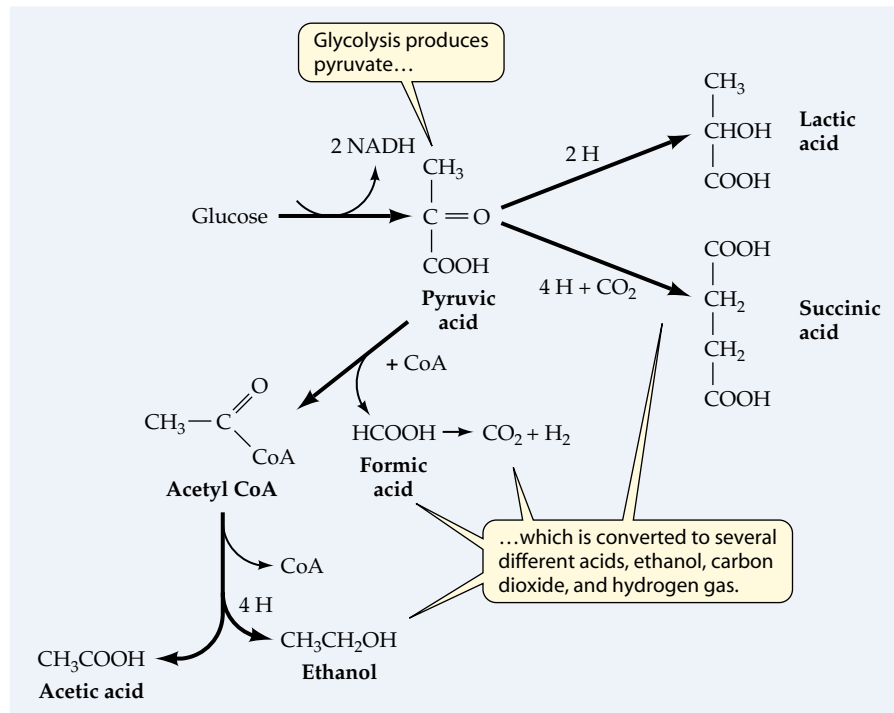 Glycolysis produces
pyruvate…
2 NADH
CH₃
Glucose
C=O
COOH
Pyruvic
acid
2 H
CH₃
CHOH
COOH
Lactic
acid
4 H + CO₂
COOH
CH₂
CH₂
COOH
Succinic
acid
+ CoA
O
CH₃—C
CoA
Acetyl CoA
HCOOH → CO₂ + H₂
Formic
acid
…which is converted to several
different acids, ethanol, carbon
dioxide, and hydrogen gas.
CoA
4 H
CH₃CH₂OH
Ethanol
CH₃COOH
Acetic acid